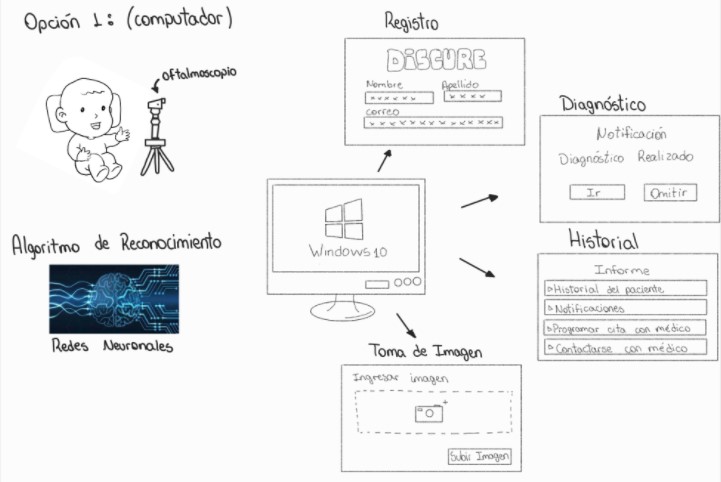 Opción 1: (computador)
oftalmoscopio
Algoritmo de Reconocimiento
Redes Neuronales
Registro
DISCURE
Nombre Apellido
xxxxxx xxxx
correo
xxxxxxxxx.xxxxx
Windows 10
Diagnóstico
Notificación
Diagnóstico Realizado
Ir Omitir
Historial
Informe
Historial del paciente
Notificaciones
Programar cita con médico
Contactarse con médico
Toma de Imagen
Ingresar imagen
Subir Imagen